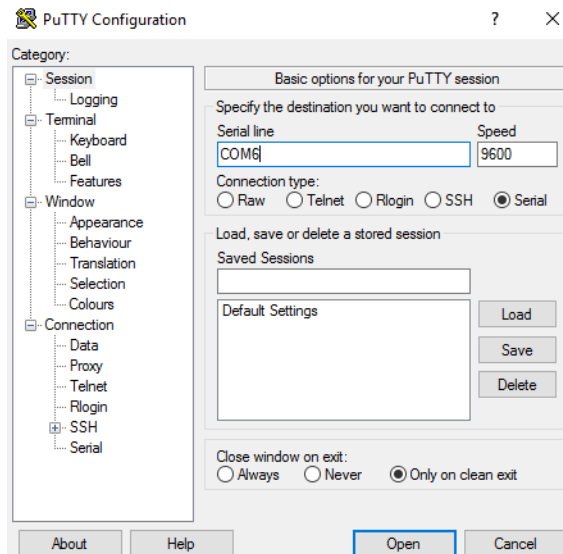 PuTTY Configuration
Category:
Session
Logging
Terminal
Keyboard
Bell
Features
Window
Appearance
Behaviour
Translation
Selection
Colours
Connection
Data
Proxy
Telnet
Rlogin
SSH
Serial
Basic options for your PuTTY session
Specify the destination you want to connect to
Serial line Speed
COM6 9600
Connection type:
Raw Telnet Rlogin SSH Serial
Load, save or delete a stored session
Saved Sessions
Default Settings
Load
Save
Delete
Close window on exit:
Always Never Only on clean exit
About Help Open Cancel